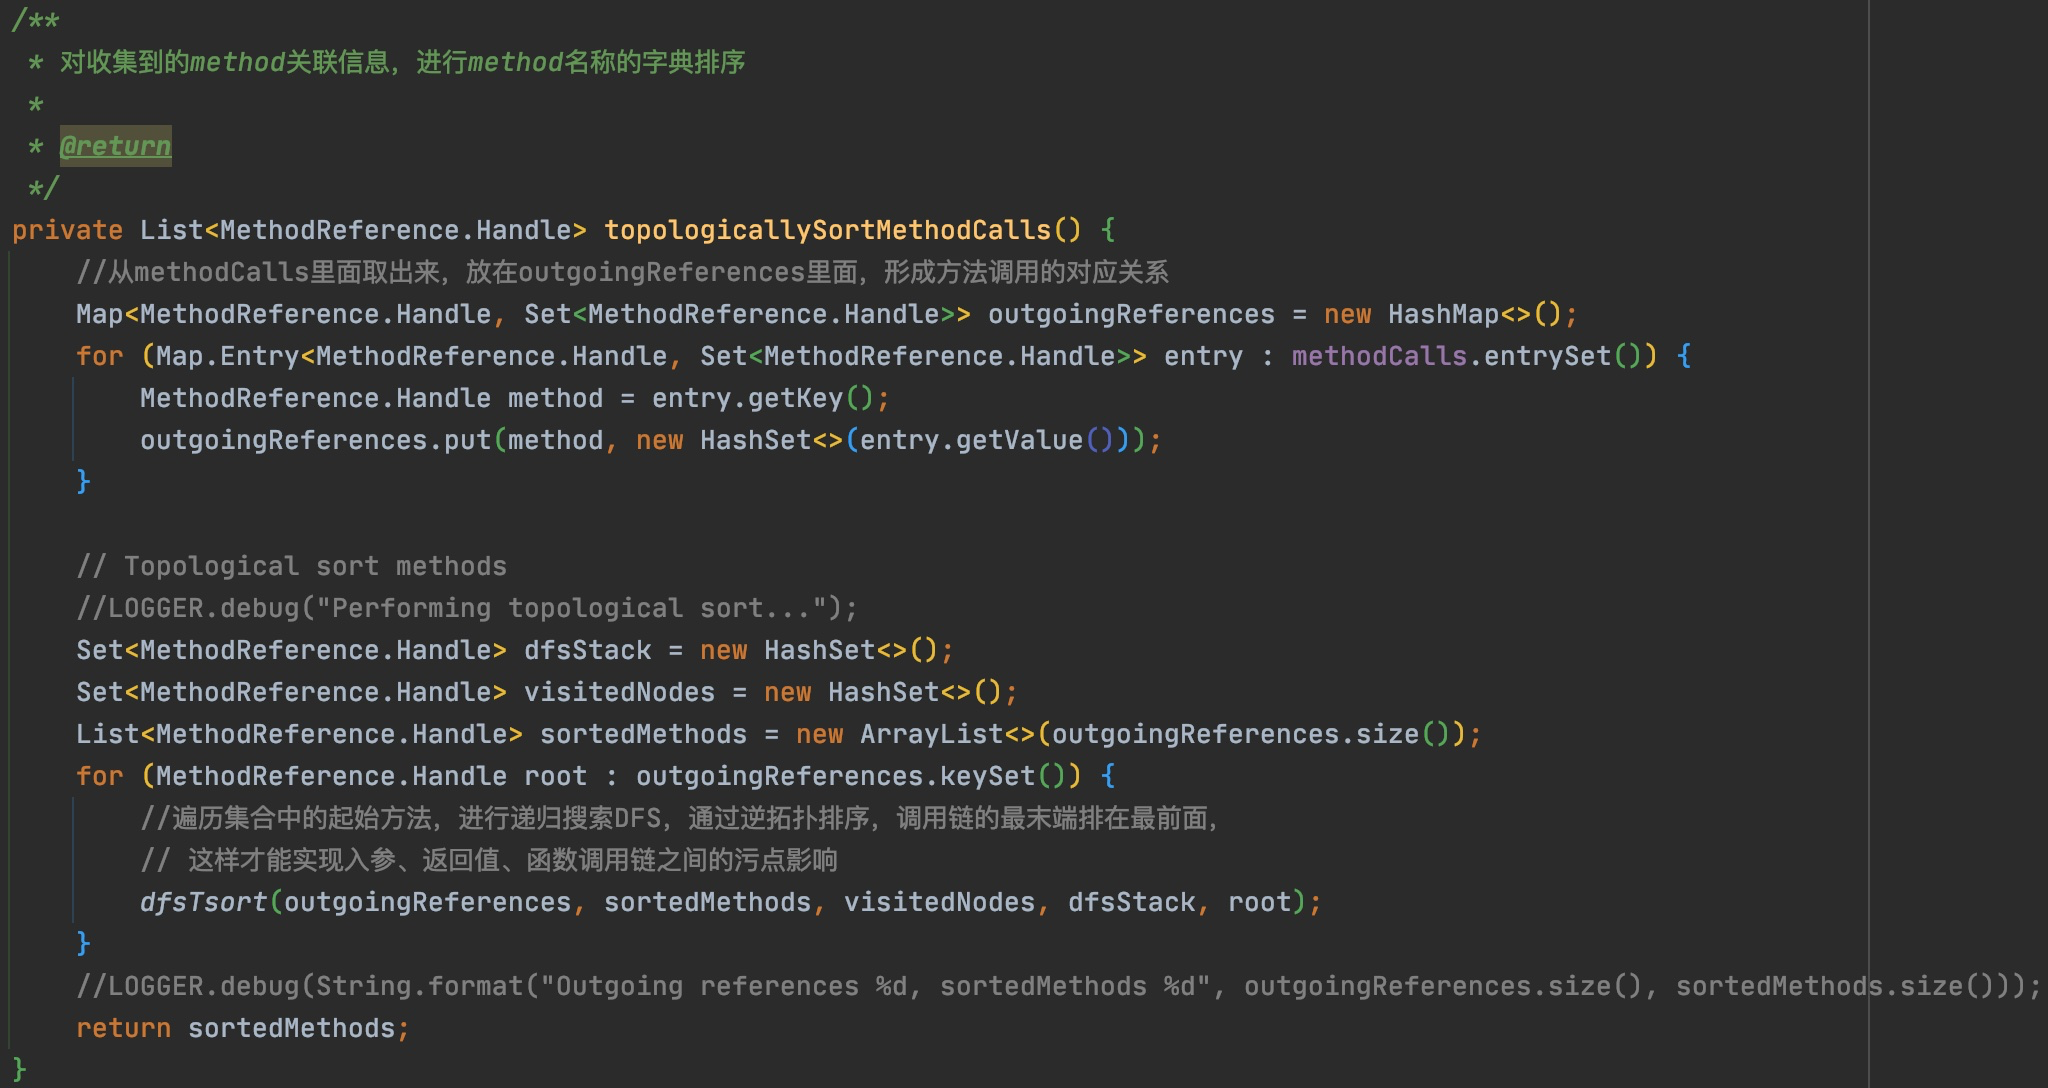 /**
 * 对收集到的method关联信息，进行method名称的字典排序
 *
 * @return
 */
private List<MethodReference.Handle> topologicallySortMethodCalls() {
    //从methodCalls里面取出来，放在outgoingReferences里面，形成方法调用的对应关系
    Map<MethodReference.Handle, Set<MethodReference.Handle>> outgoingReferences = new HashMap<>();
    for (Map.Entry<MethodReference.Handle, Set<MethodReference.Handle>> entry : methodCalls.entrySet()) {
        MethodReference.Handle method = entry.getKey();
        outgoingReferences.put(method, new HashSet<>(entry.getValue()));
    }

    // Topological sort methods
    //LOGGER.debug("Performing topological sort...");
    Set<MethodReference.Handle> dfsStack = new HashSet<>();
    Set<MethodReference.Handle> visitedNodes = new HashSet<>();
    List<MethodReference.Handle> sortedMethods = new ArrayList<>(outgoingReferences.size());
    for (MethodReference.Handle root : outgoingReferences.keySet()) {
        //遍历集合中的起始方法，进行递归搜索DFS，通过逆拓扑排序，调用链的最末端排在最前面，
        // 这样才能实现入参、返回值、函数调用链之间的污点影响
        dfsTsort(outgoingReferences, sortedMethods, visitedNodes, dfsStack, root);
    }
    //LOGGER.debug(String.format("Outgoing references %d, sortedMethods %d", outgoingReferences.size(), sortedMethods.size()));
    return sortedMethods;
}